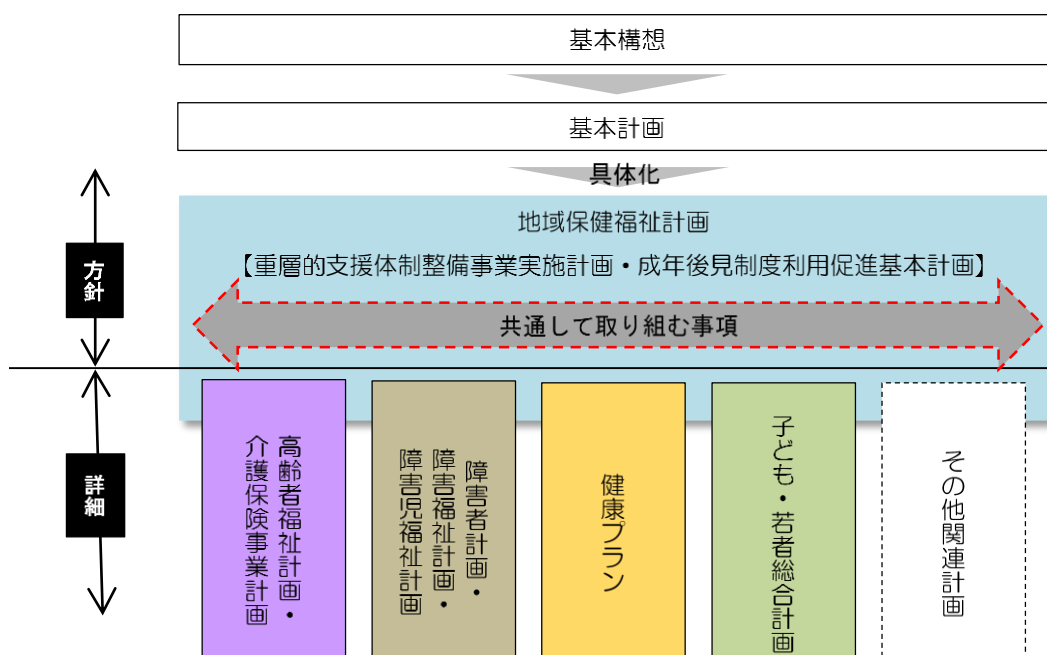 基本構想
基本計画
具体化
地域保健福祉計画
【重層的支援体制整備事業実施計画・成年後見制度利用促進基本計画】
共通して取り組む事項
方針
詳細
高齢者福祉計画・
介護保険事業計画
障害者計画・
障害福祉計画・
障害児福祉計画
健康プラン
子ども・若者総合計画
その他関連計画